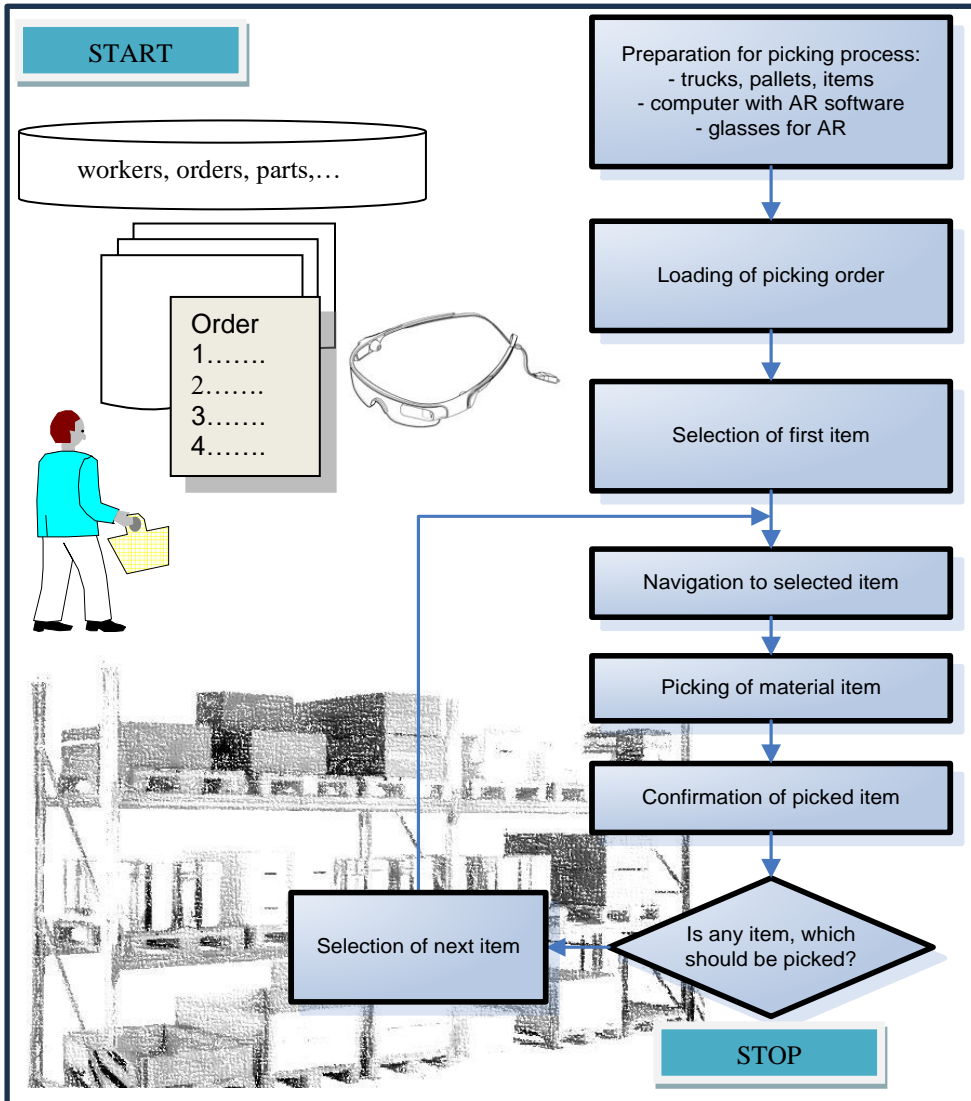 START
Preparation for picking process:
- trucks, pallets, items
- computer with AR software
- glasses for AR
workers, orders, parts,…
Loading of picking order
Order
1…….
2…….
3…….
4…….
Selection of first item
Navigation to selected item
Picking of material item
Confirmation of picked item
Is any item, which
should be picked?
Selection of next item
STOP